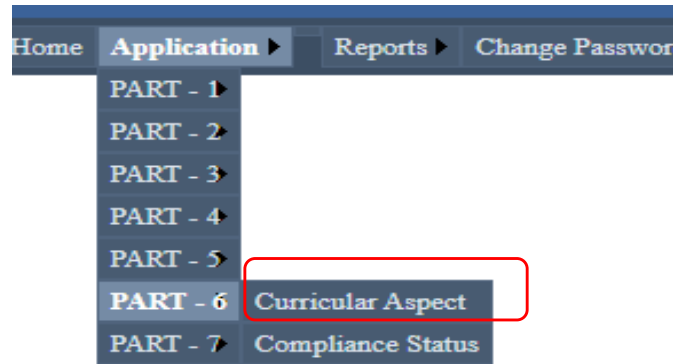 Home Application Reports Change Passwor
PART - 1
PART - 2
PART - 3
PART - 4
PART - 5
PART - 6 Curricular Aspect
PART - 7 Compliance Status